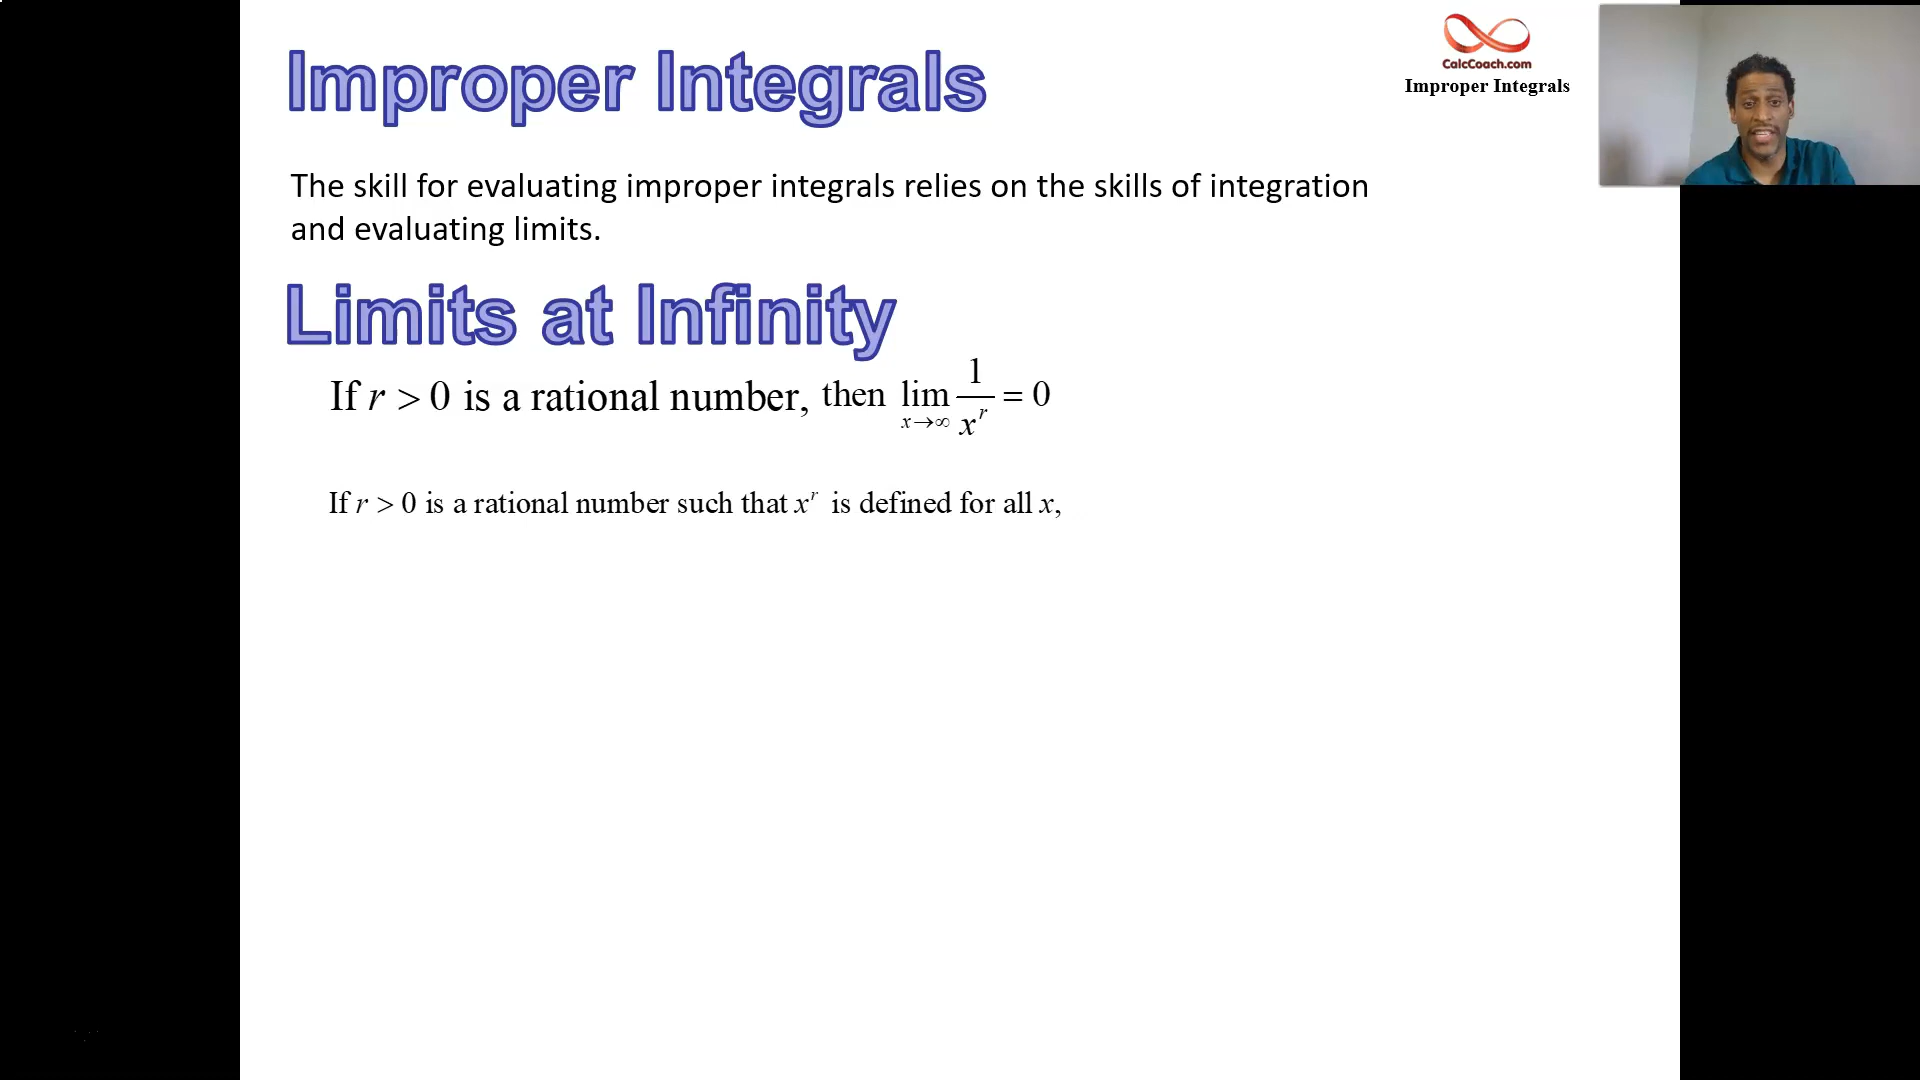 Improper Integrals
CalcCoach.com
Improper Integrals
The skill for evaluating improper integrals relies on the skills of integration
and evaluating limits.
Limits at Infinity
If r > 0 is a rational number, then lim x→∞ 1/x^r = 0
If r > 0 is a rational number such that x^r is defined for all x,